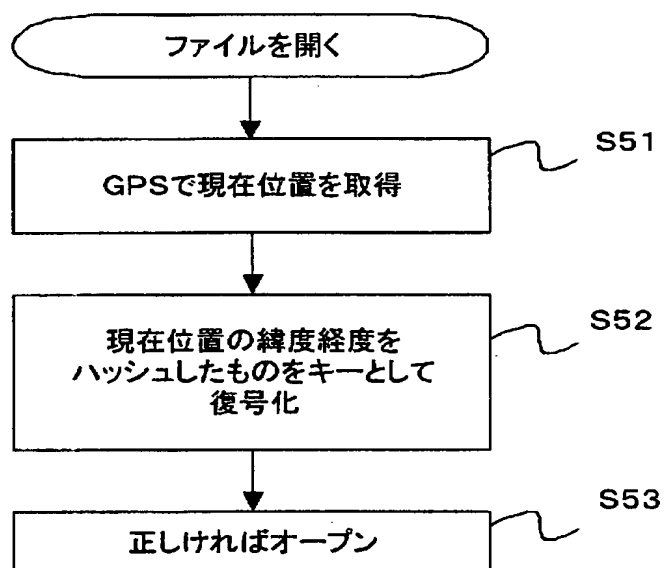 ファイルを開く
GPSで現在位置を取得
S51
現在位置の緯度経度を
ハッシュしたものをキーとして
復号化
S52
正しければオープン
S53